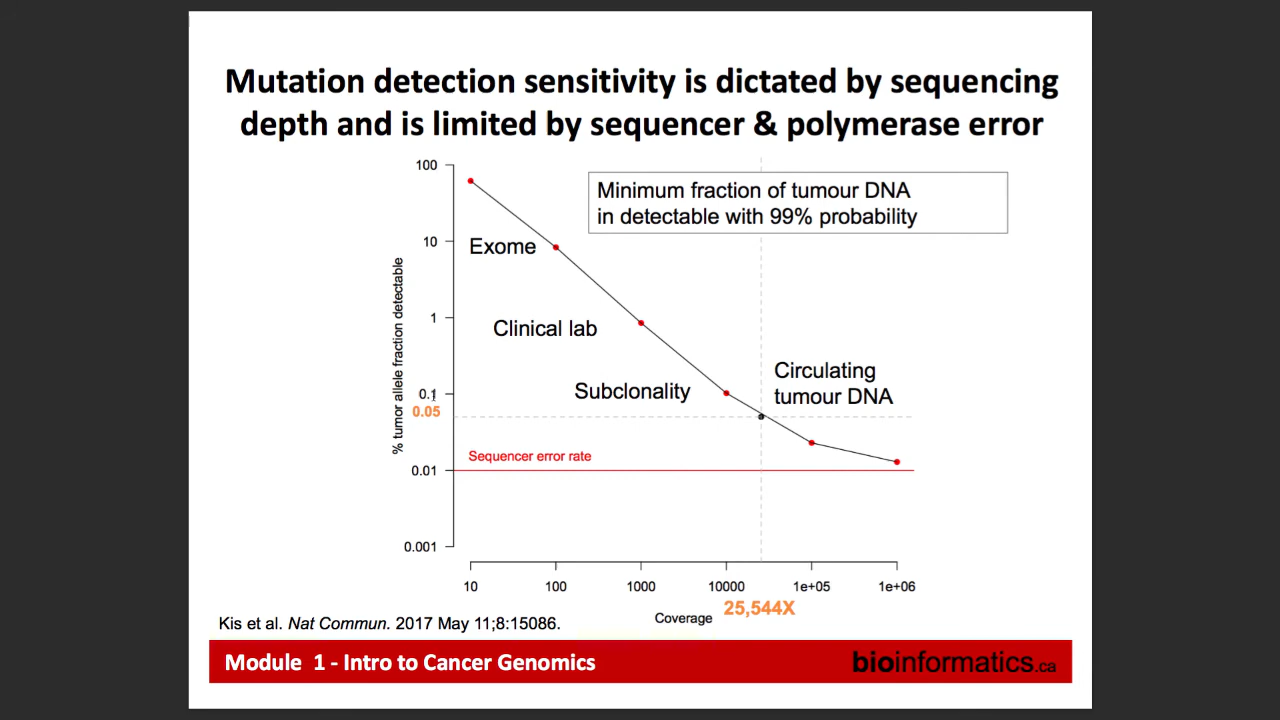 Mutation detection sensitivity is dictated by sequencing
depth and is limited by sequencer & polymerase error
100
10
1
0.1
0.05
0.01
0.001
% tumor allele fraction detectable
Minimum fraction of tumour DNA
in detectable with 99% probability
Exome
Clinical lab
Subclonality
Circulating
tumour DNA
Sequencer error rate
10
100
1000
10000
1e+05
1e+06
25,544X
Coverage
Kis et al. Nat Commun. 2017 May 11;8:15086.
Module 1 - Intro to Cancer Genomics
bioinformatics.ca